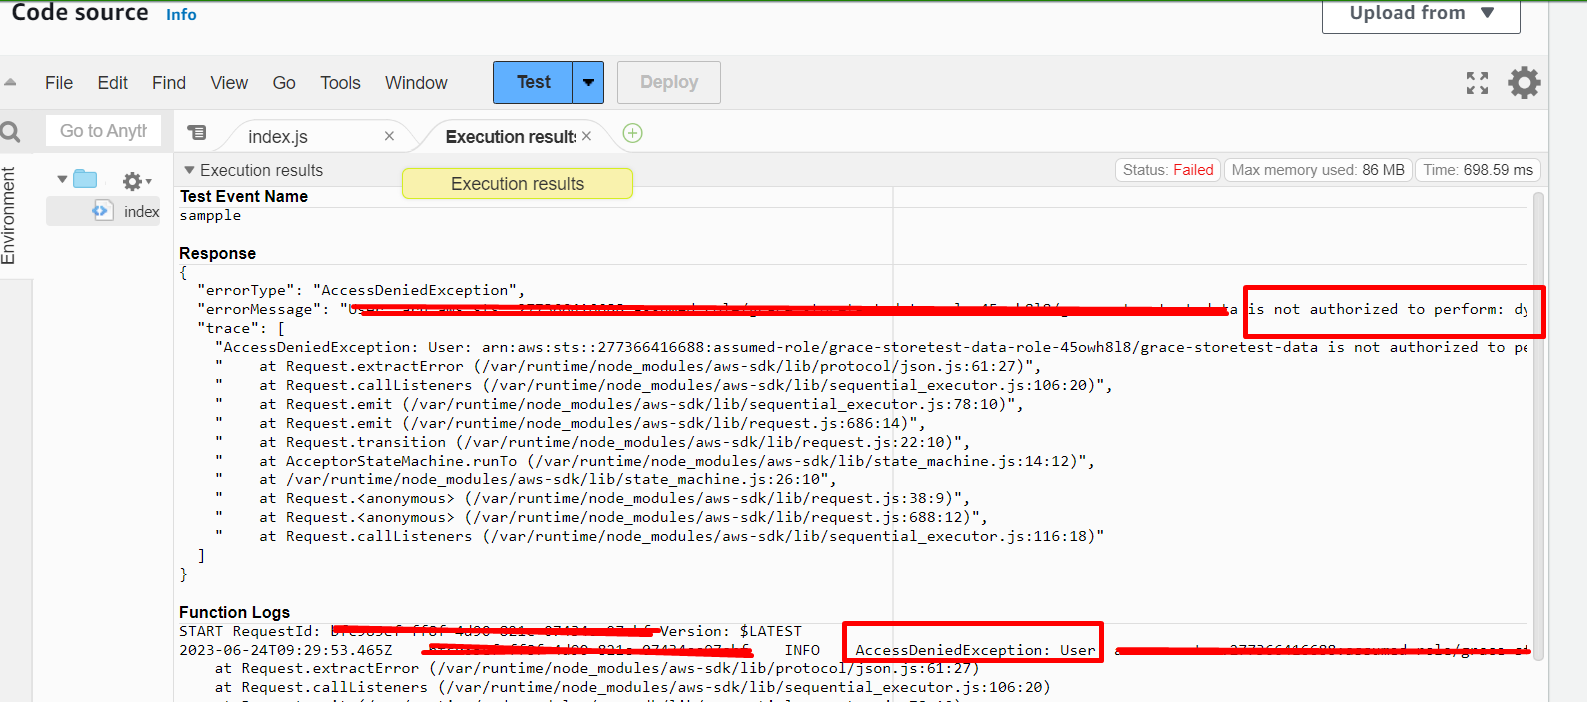 Code source Info
Upload from
File Edit Find View Go Tools Window Test Deploy
Go to Anyth
index.js
Execution results
Environment
index
Execution results
Status: Failed
Max memory used: 86 MB
Time: 698.59 ms
Execution results
Test Event Name
sampple
Response
{
"errorType": "AccessDeniedException",
"errorMessage": " is not authorized to perform: dy
"trace": [
"AccessDeniedException: User: arn:aws:sts::277366416688:assumed-role/grace-storetest-data-role-45owh8l8/grace-storetest-data is not authorized to pe
" at Request.extractError (/var/runtime/node_modules/aws-sdk/lib/protocol/json.js:61:27)",
" at Request.callListeners (/var/runtime/node_modules/aws-sdk/lib/sequential_executor.js:106:20)",
" at Request.emit (/var/runtime/node_modules/aws-sdk/lib/sequential_executor.js:78:10)",
" at Request.emit (/var/runtime/node_modules/aws-sdk/lib/request.js:686:14)",
" at Request.transition (/var/runtime/node_modules/aws-sdk/lib/request.js:22:10)",
" at AcceptorStateMachine.runTo (/var/runtime/node_modules/aws-sdk/lib/state_machine.js:14:12)",
" at /var/runtime/node_modules/aws-sdk/lib/state_machine.js:26:10",
" at Request.<anonymous> (/var/runtime/node_modules/aws-sdk/lib/request.js:38:9)",
" at Request.<anonymous> (/var/runtime/node_modules/aws-sdk/lib/request.js:688:12)",
" at Request.callListeners (/var/runtime/node_modules/aws-sdk/lib/sequential_executor.js:116:18)"
]
}
Function Logs
START RequestId: Version: $LATEST
2023-06-24T09:29:53.465Z INFO AccessDeniedException: User
at Request.extractError (/var/runtime/node_modules/aws-sdk/lib/protocol/json.js:61:27)
at Request.callListeners (/var/runtime/node_modules/aws-sdk/lib/sequential_executor.js:106:20)